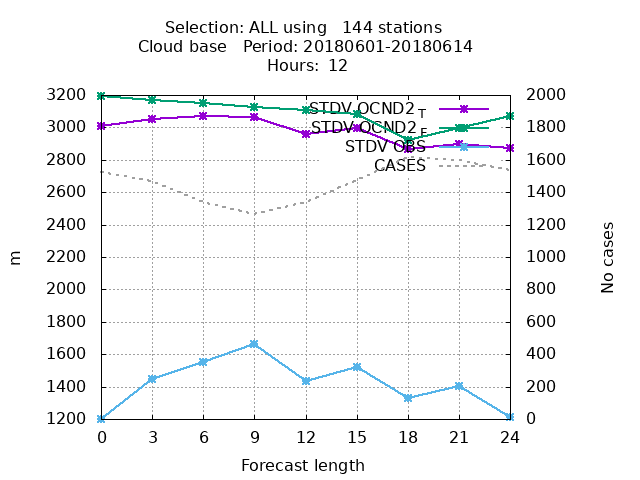 Selection: ALL using   144 stations
Cloud base   Period: 20180601-20180614
Hours: 12
STDV OCND2 T
STDV OCND2 F
STDV OBS
CASES
3200
3000
2800
2600
2400
2200
2000
1800
1600
1400
1200
m
2000
1800
1600
1400
1200
1000
800
600
400
200
0
No cases
0 3 6 9 12 15 18 21 24
Forecast length